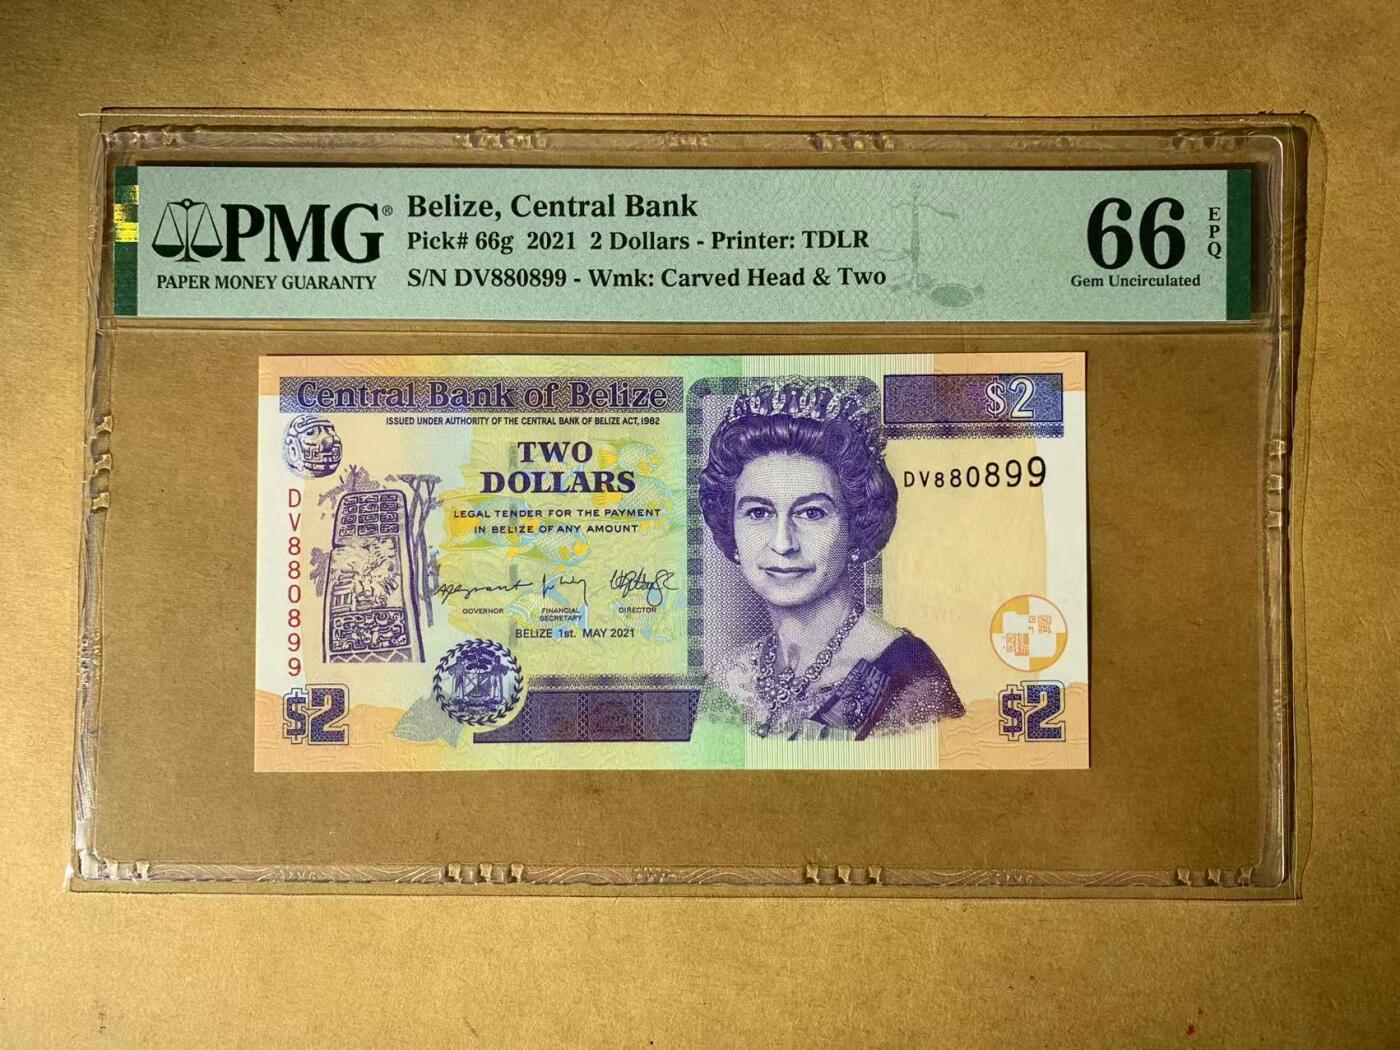 PMG®
PAPER MONEY GUARANTY
Belize, Central Bank
Pick# 66g 2021 2 Dollars - Printer: TDLR
S/N DV880899 - Wmk: Carved Head & Two
66
EPQ
Gem Uncirculated
Central Bank of Belize
$2
ISSUED UNDER AUTHORITY OF THE CENTRAL BANK OF BELIZE ACT, 1982
TWO
DOLLARS
DV880899
LEGAL TENDER FOR THE PAYMENT
IN BELIZE OF ANY AMOUNT
DV880899
GOVERNOR
FINANCIAL
SECRETARY
DIRECTOR
BELIZE 1st. MAY 2021
$2
$2